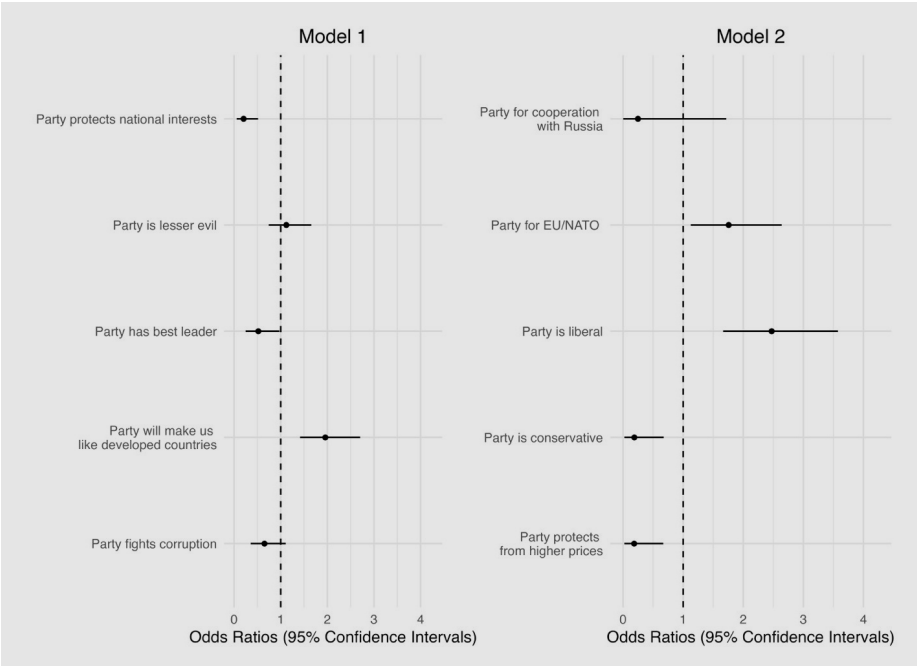 Model 1
Party protects national interests
Party is lesser evil
Party has best leader
Party will make us
like developed countries
Party fights corruption
0 1 2 3 4
Odds Ratios (95% Confidence Intervals)
Model 2
Party for cooperation
with Russia
Party for EU/NATO
Party is liberal
Party is conservative
Party protects
from higher prices
0 1 2 3 4
Odds Ratios (95% Confidence Intervals)